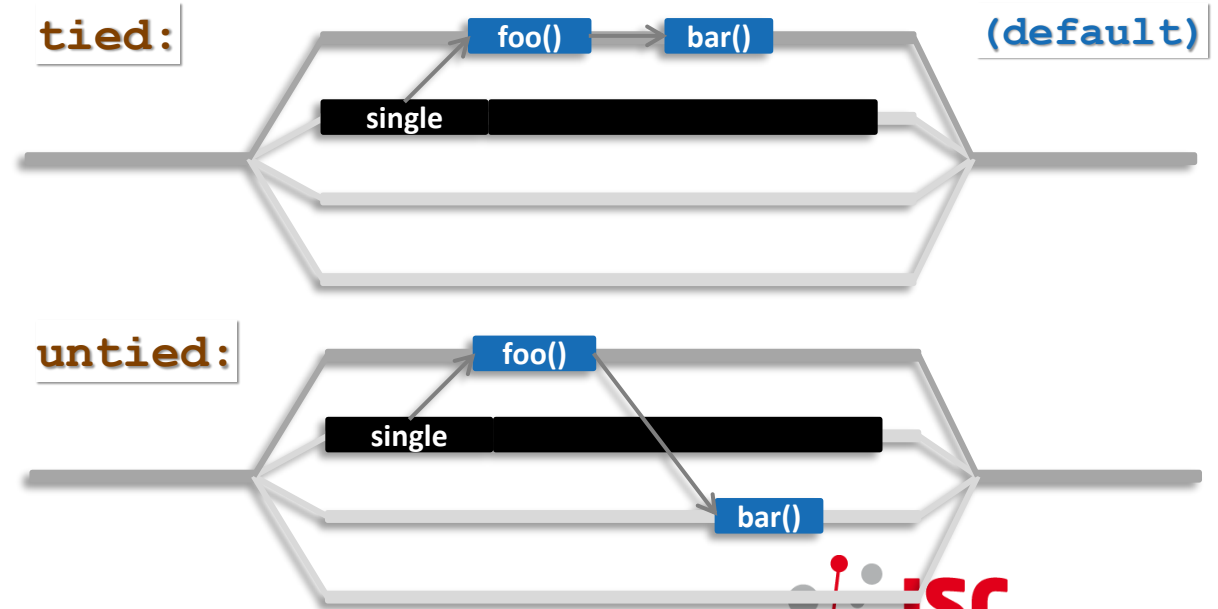 tied:
foo()
bar()
(default)
single
untied:
foo()
single
bar()